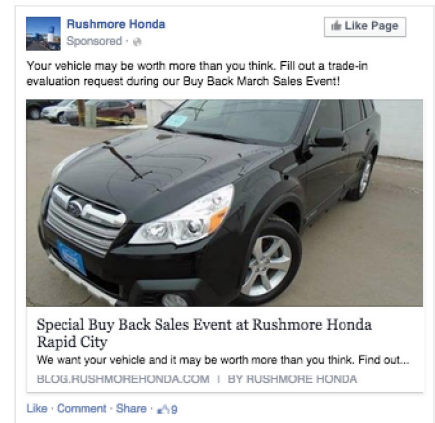 Rushmore Honda
Like Page
Sponsored ·
Your vehicle may be worth more than you think. Fill out a trade-in
evaluation request during our Buy Back March Sales Event!
Special Buy Back Sales Event at Rushmore Honda
Rapid City
We want your vehicle and it may be worth more than you think. Find out...
BLOG.RUSHMOREHONDA.COM | BY RUSHMORE HONDA
Like · Comment · Share · 9